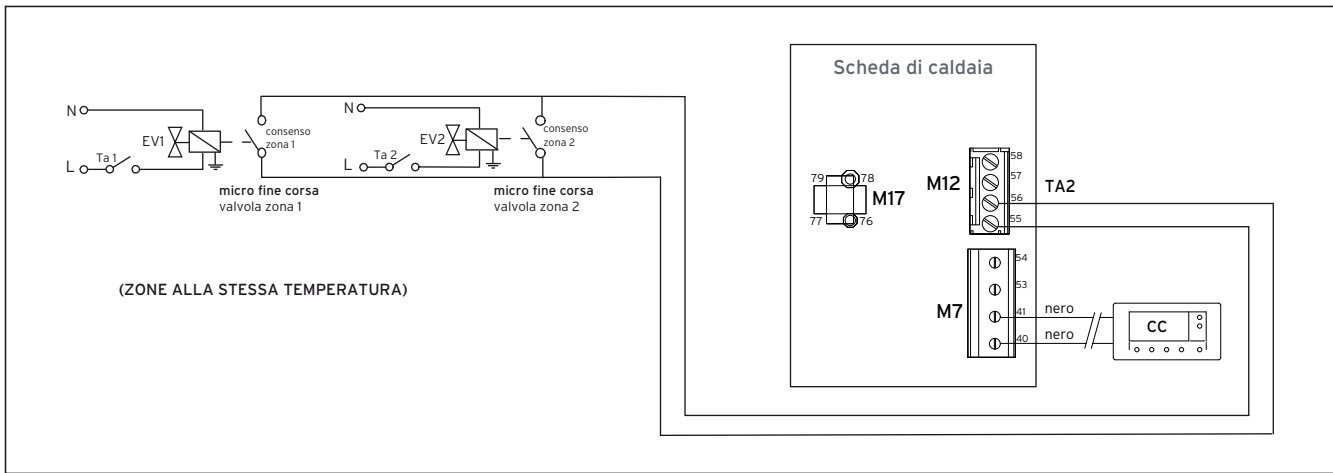 Scheda di caldaia
N
EV1
L
Ta 1
consenso
zona 1
micro fine corsa
valvola zona 1
N
EV2
L
Ta 2
consenso
zona 2
micro fine corsa
valvola zona 2
(ZONE ALLA STESSA TEMPERATURA)
79
78
M17
77
76
M12
58
57
56
55
TA2
M7
54
53
41
40
nero
nero
CC